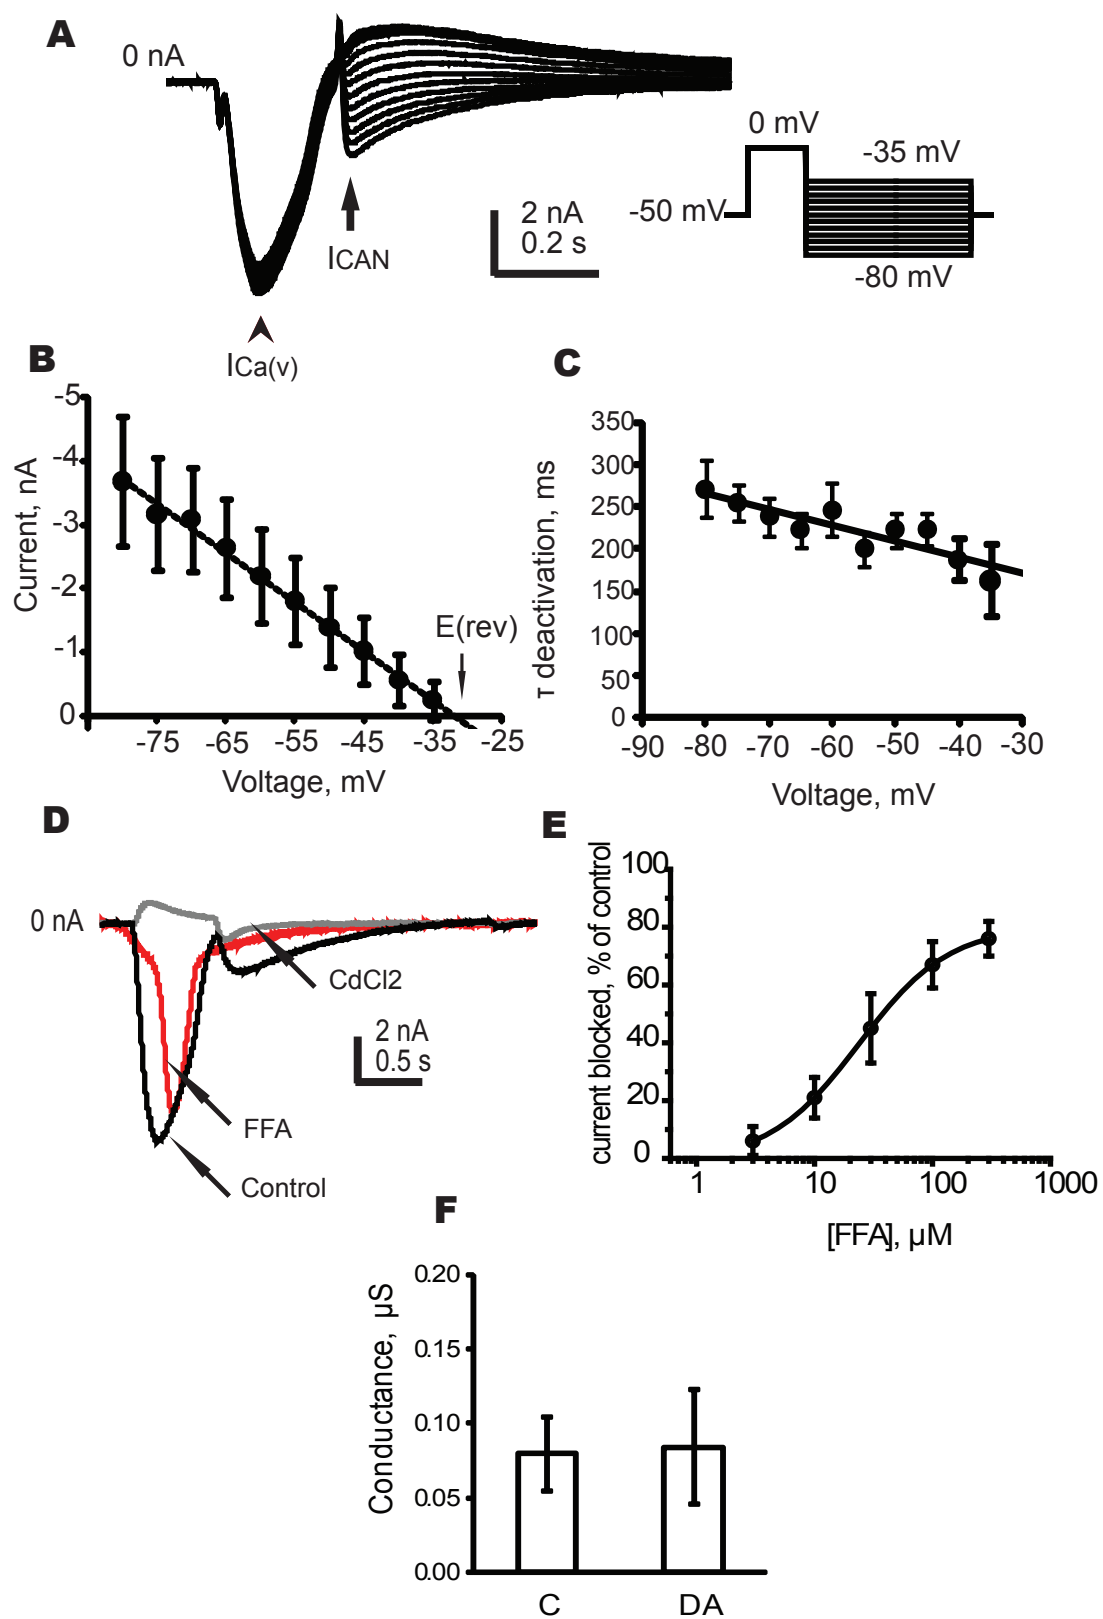 A
0 nA
ICAN
ICa(v)
2 nA
0.2 s
0 mV
-35 mV
-50 mV
-80 mV
B
Current, nA
-5
-4
-3
-2
-1
0
E(rev)
-75 -65 -55 -45 -35 -25
Voltage, mV
C
τ deactivation, ms
350
300
250
200
150
100
50
0
-90 -80 -70 -60 -50 -40 -30
Voltage, mV
D
0 nA
CdCl2
2 nA
0.5 s
FFA
Control
E
current blocked, % of control
100
80
60
40
20
0
1 10 100 1000
[FFA], µM
F
Conductance, µS
0.20
0.15
0.10
0.05
0.00
C DA